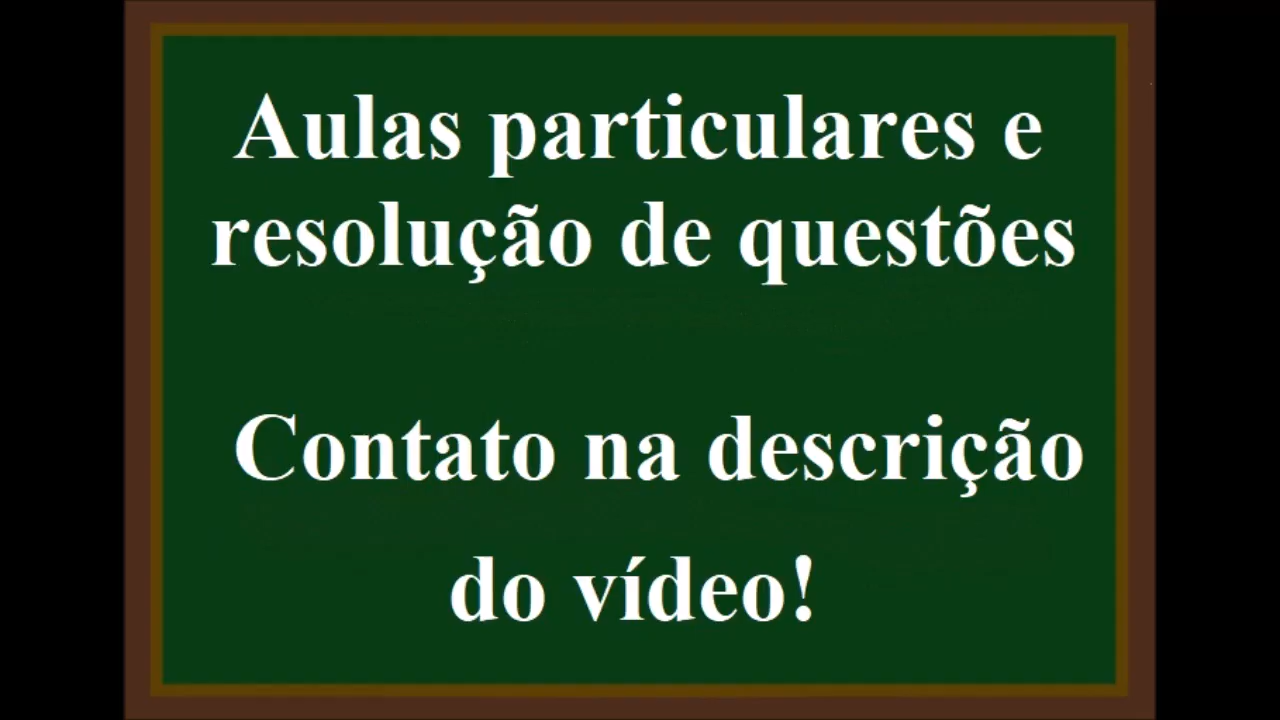 Aulas particulares e
resolução de questões
Contato na descrição
do vídeo!